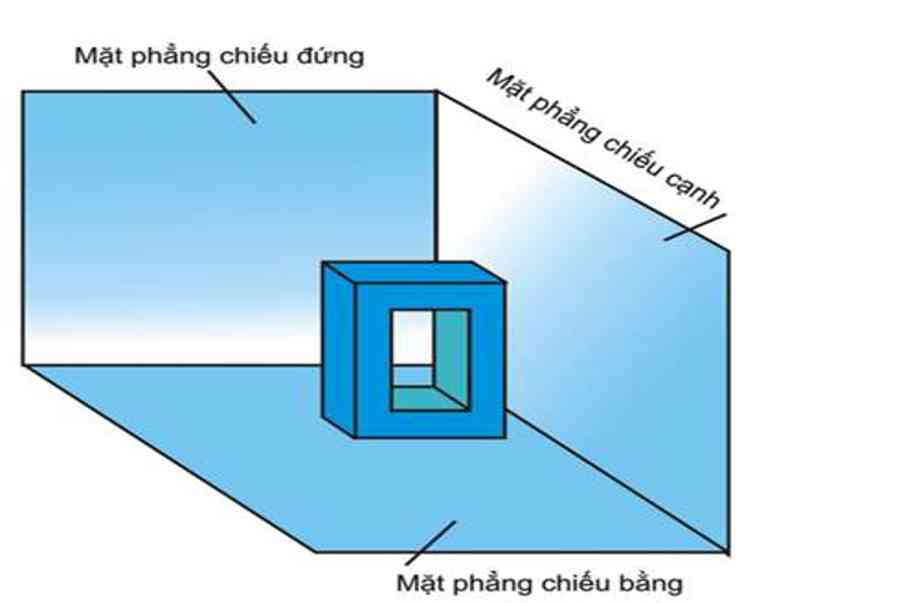 Mặt phẳng chiếu đứng
Mặt phẳng chiếu cạnh
Mặt phẳng chiếu bằng